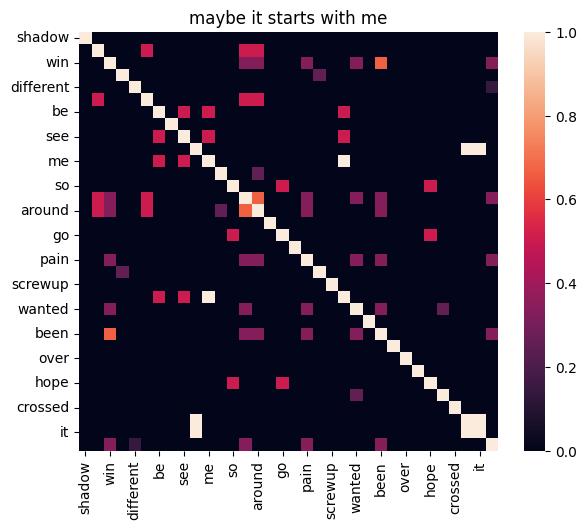 maybe it starts with me
shadow
win
different
be
see
me
so
around
go
pain
screwup
wanted
been
over
hope
crossed
it
shadow
win
different
be
see
me
so
around
go
pain
screwup
wanted
been
over
hope
crossed
it
1.0
0.8
0.6
0.4
0.2
0.0